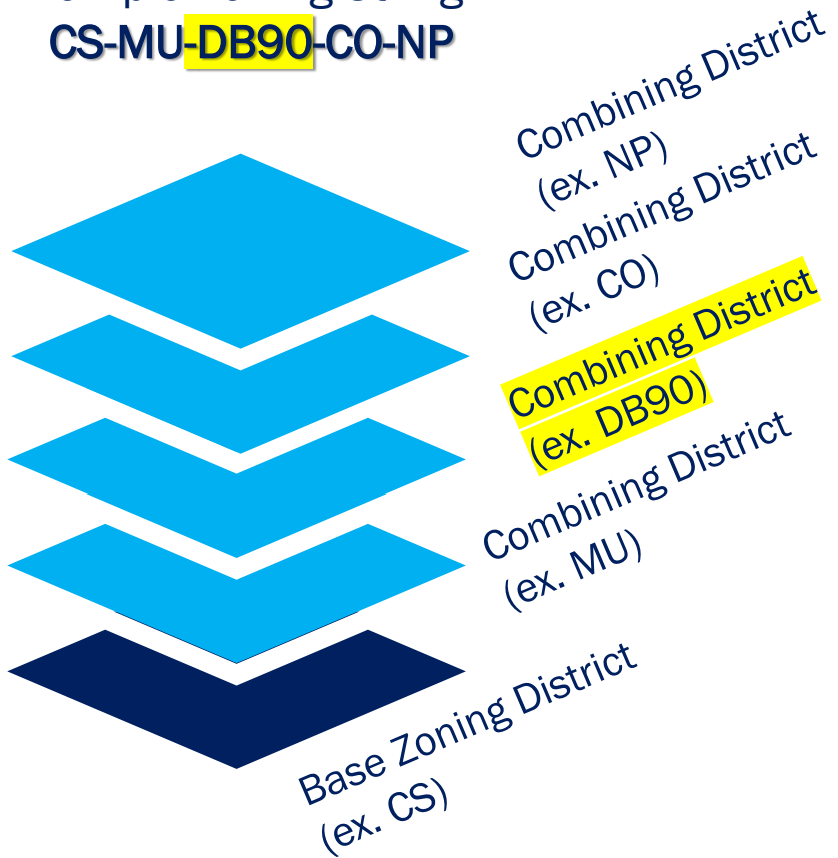 CS-MU-DB90-CO-NP
Combining District
(ex. NP)
Combining District
(ex. CO)
Combining District
(ex. DB90)
Combining District
(ex. MU)
Base Zoning District
(ex. CS)